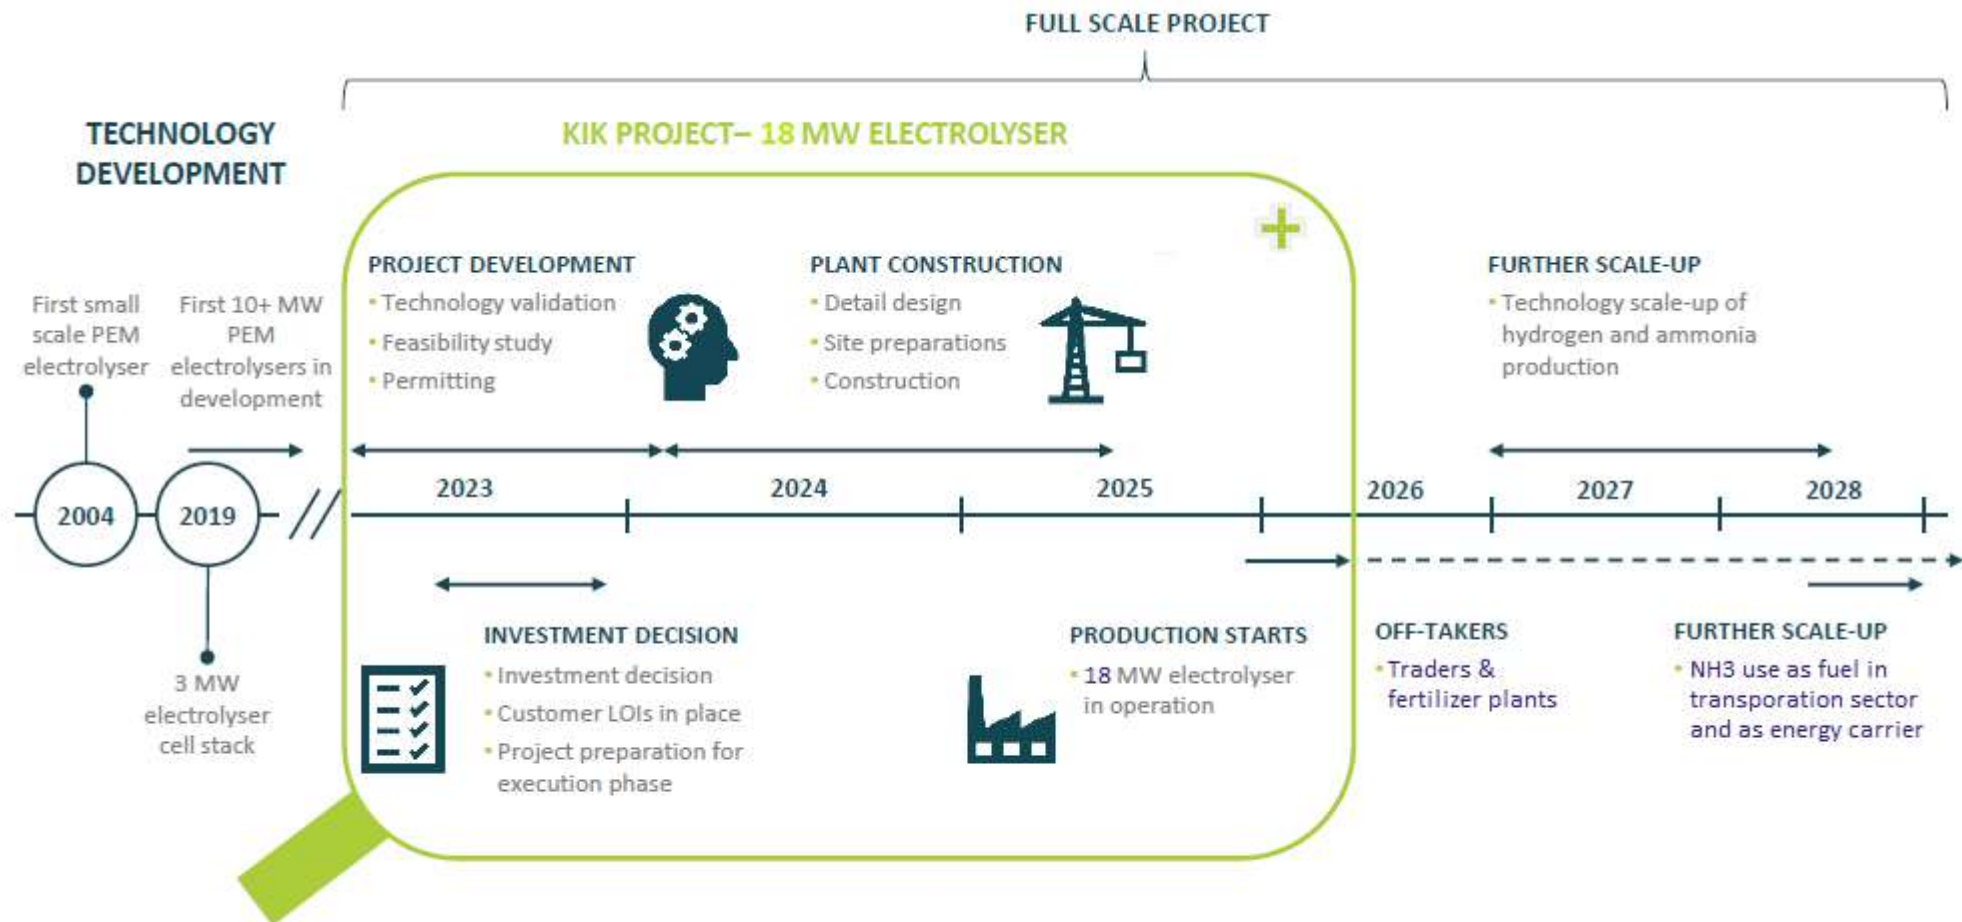 FULL SCALE PROJECT
TECHNOLOGY
DEVELOPMENT
KIK PROJECT– 18 MW ELECTROLYSER
First small
scale PEM
electrolyser
First 10+ MW
PEM
electrolysers in
development
PROJECT DEVELOPMENT
• Technology validation
• Feasibility study
• Permitting
PLANT CONSTRUCTION
• Detail design
• Site preparations
• Construction
FURTHER SCALE-UP
• Technology scale-up of
hydrogen and ammonia
production
2004
2019
2023
2024
2025
2026
2027
2028
3 MW
electrolyser
cell stack
INVESTMENT DECISION
• Investment decision
• Customer LOIs in place
• Project preparation for
execution phase
PRODUCTION STARTS
• 18 MW electrolyser
in operation
OFF-TAKERS
• Traders &
fertilizer plants
FURTHER SCALE-UP
• NH3 use as fuel in
transporation sector
and as energy carrier